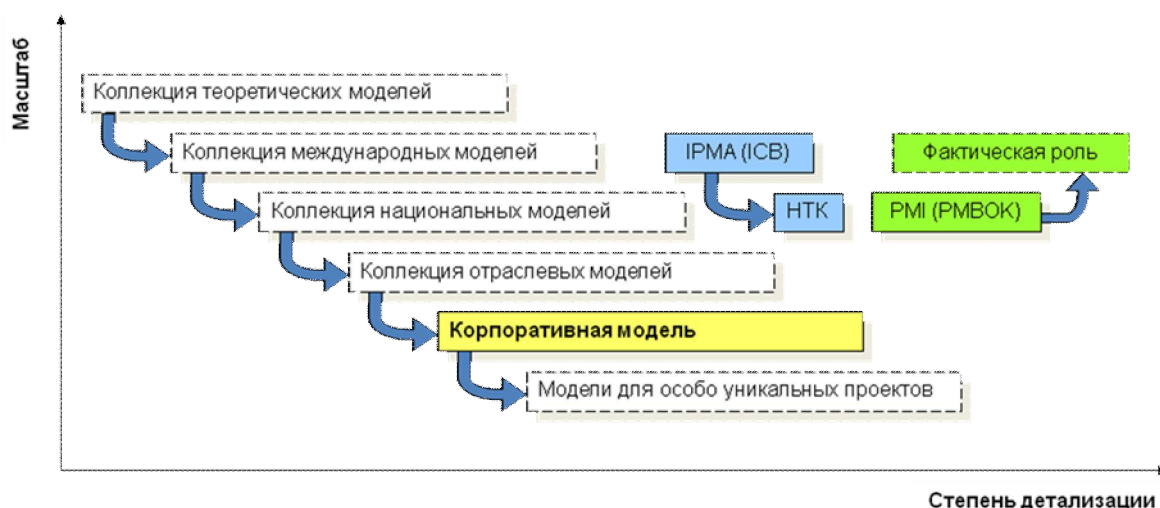 Масштаб
Коллекция теоретических моделей
Коллекция международных моделей
IPMA (ICB)
Фактическая роль
Коллекция национальных моделей
НТК
PMI (PMBOK)
Коллекция отраслевых моделей
Корпоративная модель
Модели для особо уникальных проектов
Степень детализации